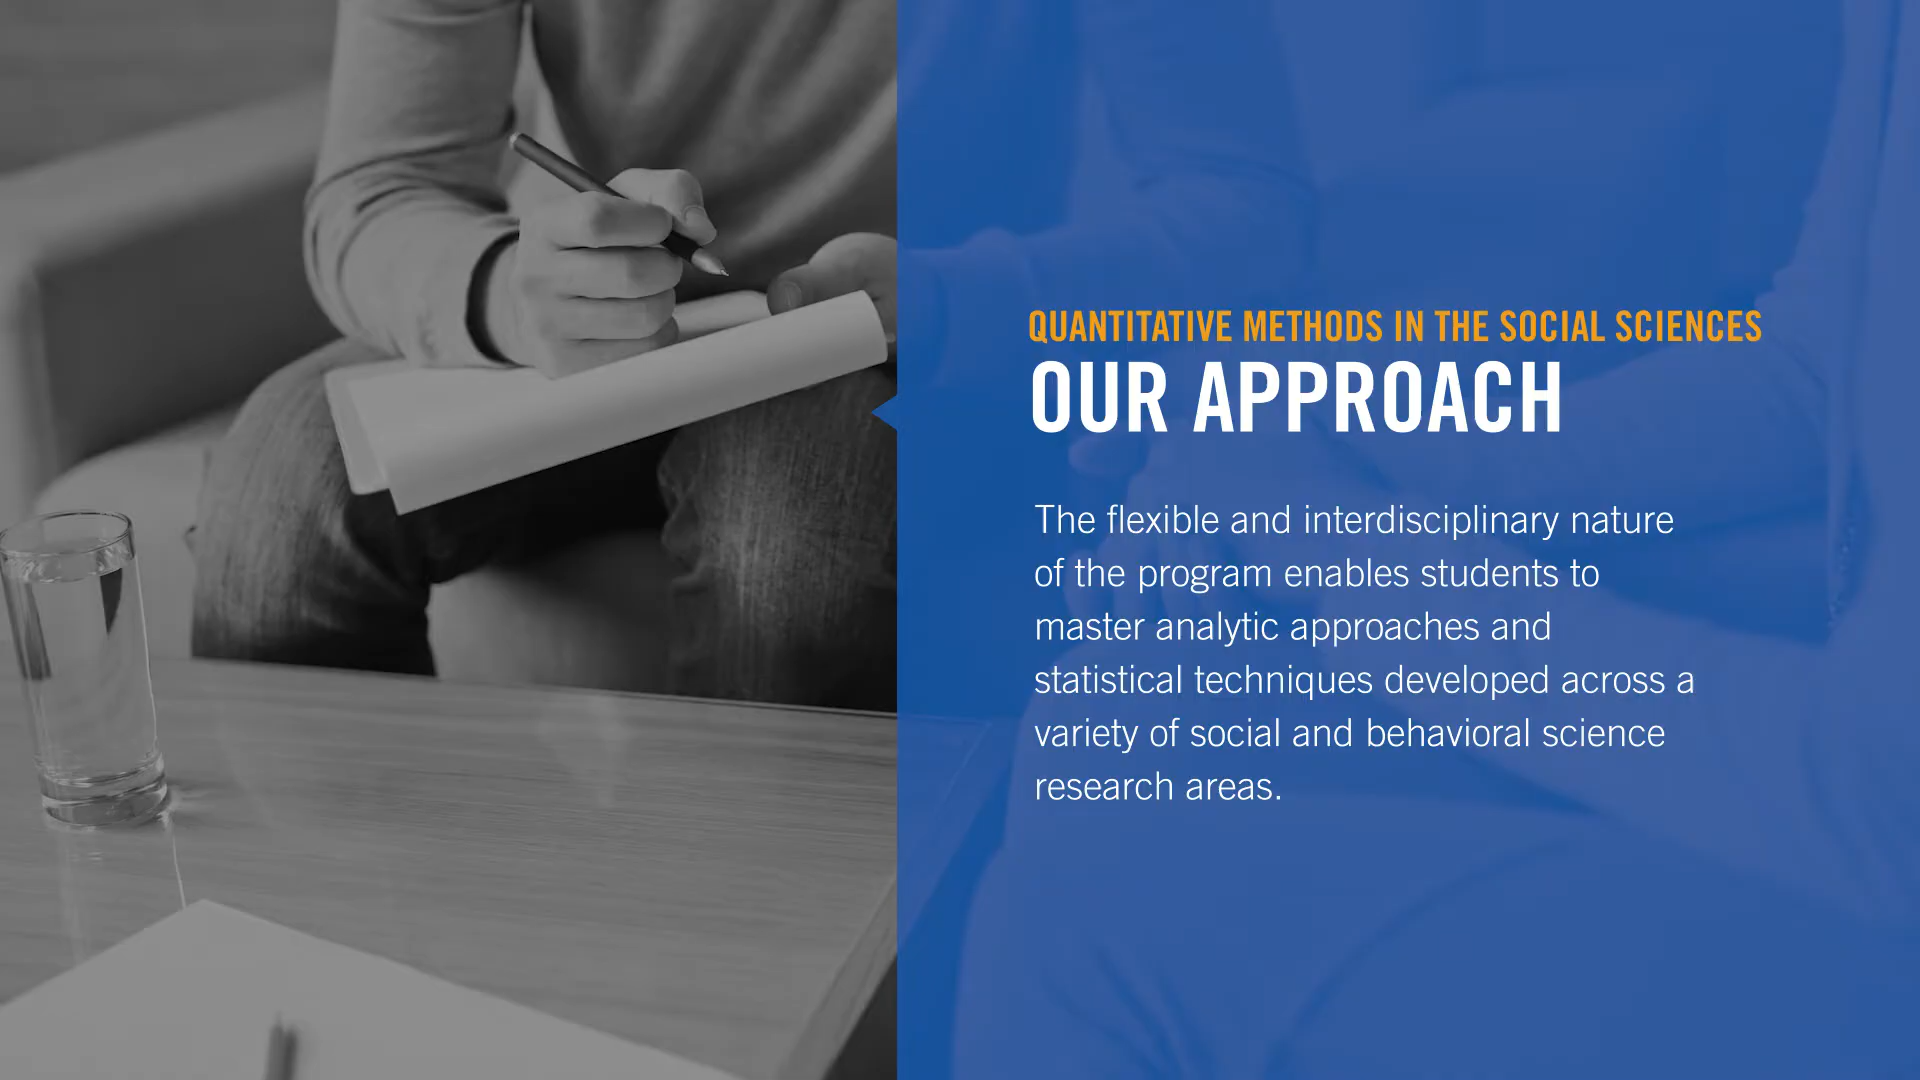 QUANTITATIVE METHODS IN THE SOCIAL SCIENCES
OUR APPROACH
The flexible and interdisciplinary nature
of the program enables students to
master analytic approaches and
statistical techniques developed across a
variety of social and behavioral science
research areas.